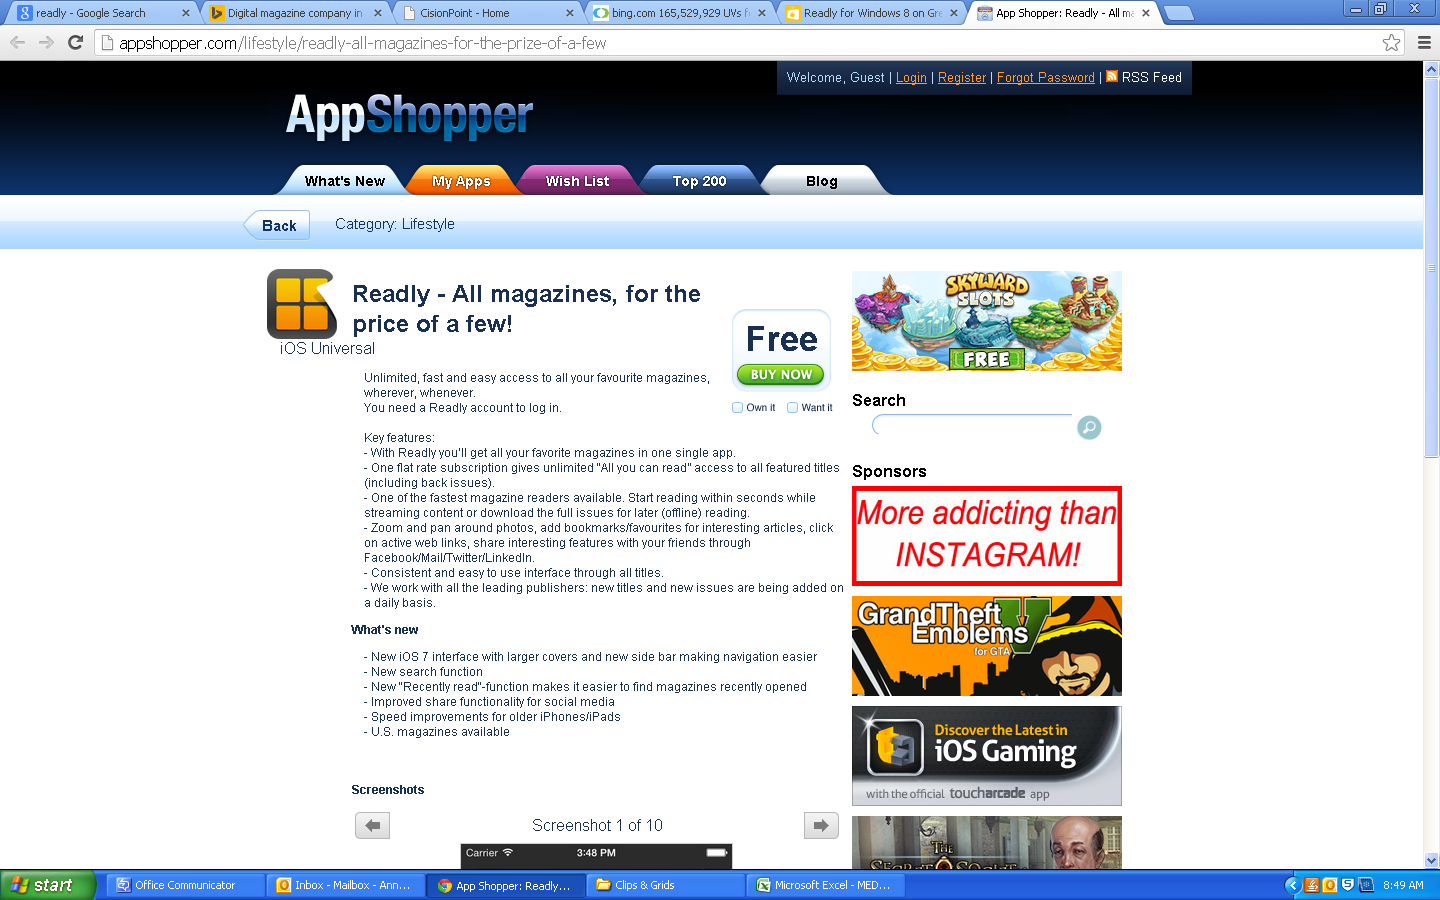 readly - Google Search
Digital magazine company in
CisionPoint - Home
bing.com 165,529,929 UVs f
Readly for Windows 8 on Gre
App Shopper: Readly - All ma
appshopper.com/lifestyle/readly-all-magazines-for-the-prize-of-a-few
Welcome, Guest | Login | Register | Forgot Password | RSS Feed
AppShopper
What's New
My Apps
Wish List
Top 200
Blog
Back
Category: Lifestyle
Readly - All magazines, for the
price of a few!
iOS Universal
Free
BUY NOW
Own it
Want it
Unlimited, fast and easy access to all your favourite magazines,
wherever, whenever.
You need a Readly account to log in.
Key features:
- With Readly you'll get all your favorite magazines in one single app.
- One flat rate subscription gives unlimited "All you can read" access to all featured titles
(including back issues).
- One of the fastest magazine readers available. Start reading within seconds while
streaming content or download the full issues for later (offline) reading.
- Zoom and pan around photos, add bookmarks/favourites for interesting articles, click
on active web links, share interesting features with your friends through
Facebook/Mail/Twitter/LinkedIn.
- Consistent and easy to use interface through all titles.
- We work with all the leading publishers: new titles and new issues are being added on
a daily basis.
What's new
- New iOS 7 interface with larger covers and new side bar making navigation easier
- New search function
- New "Recently read"-function makes it easier to find magazines recently opened
- Improved share functionality for social media
- Speed improvements for older iPhones/iPads
- U.S. magazines available
Screenshots
Screenshot 1 of 10
Carrier
3:48 PM
SKYWARD
SLOTS
FREE
Search
Sponsors
More addicting than
INSTAGRAM!
Grand Theft
Emblems V
for GTA
Discover the Latest in
iOS Gaming
with the official toucharcade app
THE
SECRET SOCIETY
start
Office Communicator
Inbox - Mailbox - Ann...
App Shopper: Readly...
Clips & Grids
Microsoft Excel - MED...
8:49 AM